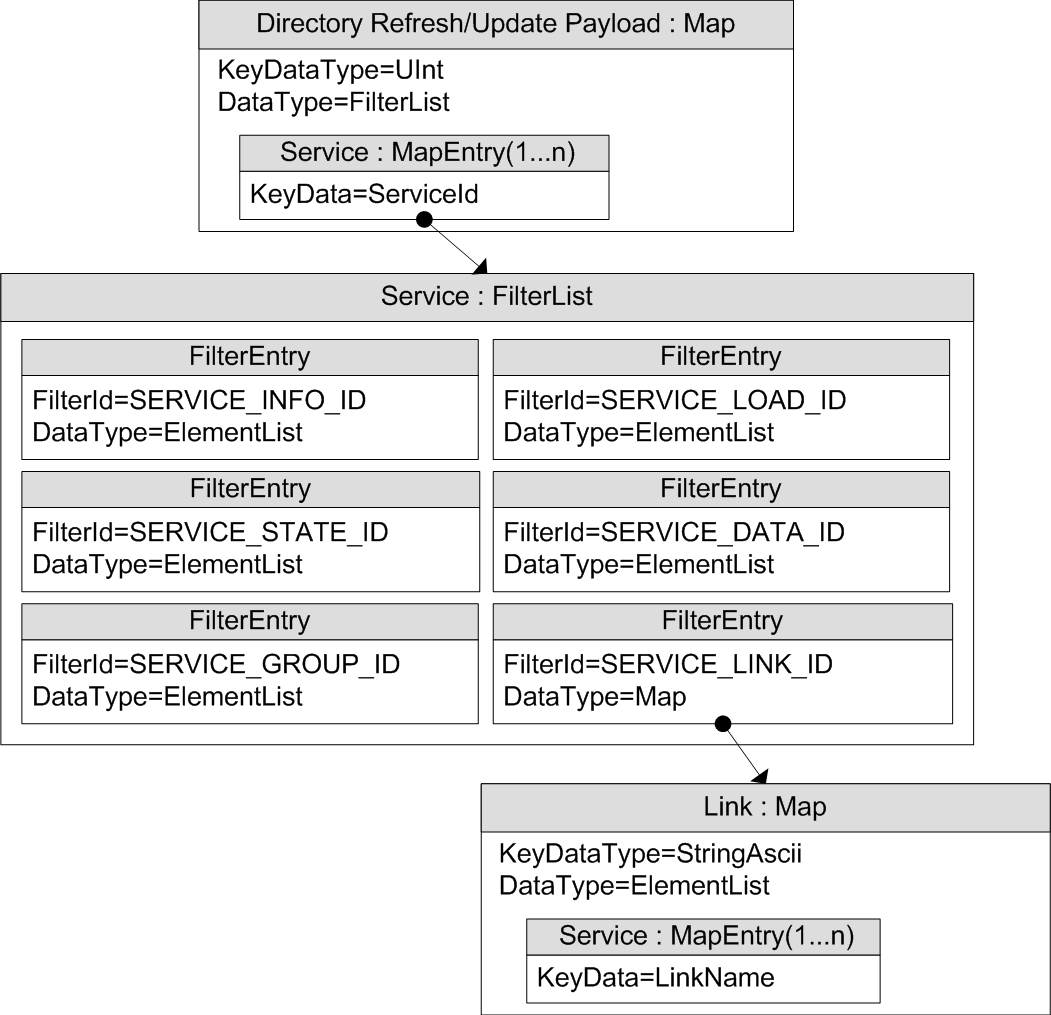 Directory Refresh/Update Payload : Map
KeyDataType=UInt
DataType=FilterList
Service : MapEntry(1...n)
KeyData=ServiceId
Service : FilterList
FilterEntry
FilterId=SERVICE_INFO_ID
DataType=ElementList
FilterEntry
FilterId=SERVICE_LOAD_ID
DataType=ElementList
FilterEntry
FilterId=SERVICE_STATE_ID
DataType=ElementList
FilterEntry
FilterId=SERVICE_DATA_ID
DataType=ElementList
FilterEntry
FilterId=SERVICE_GROUP_ID
DataType=ElementList
FilterEntry
FilterId=SERVICE_LINK_ID
DataType=Map
Link : Map
KeyDataType=StringAscii
DataType=ElementList
Service : MapEntry(1...n)
KeyData=LinkName